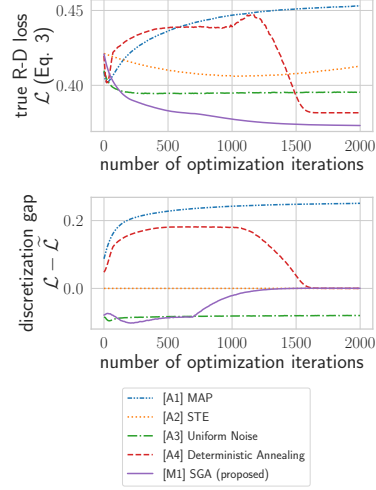 0.45
0.40
true R-D loss
ℒ (Eq. 3)
0 500 1000 1500 2000
number of optimization iterations
0.2
0.0
discretization gap
ℒ − ℒ̃
0 500 1000 1500 2000
number of optimization iterations
[A1] MAP
[A2] STE
[A3] Uniform Noise
[A4] Deterministic Annealing
[M1] SGA (proposed)